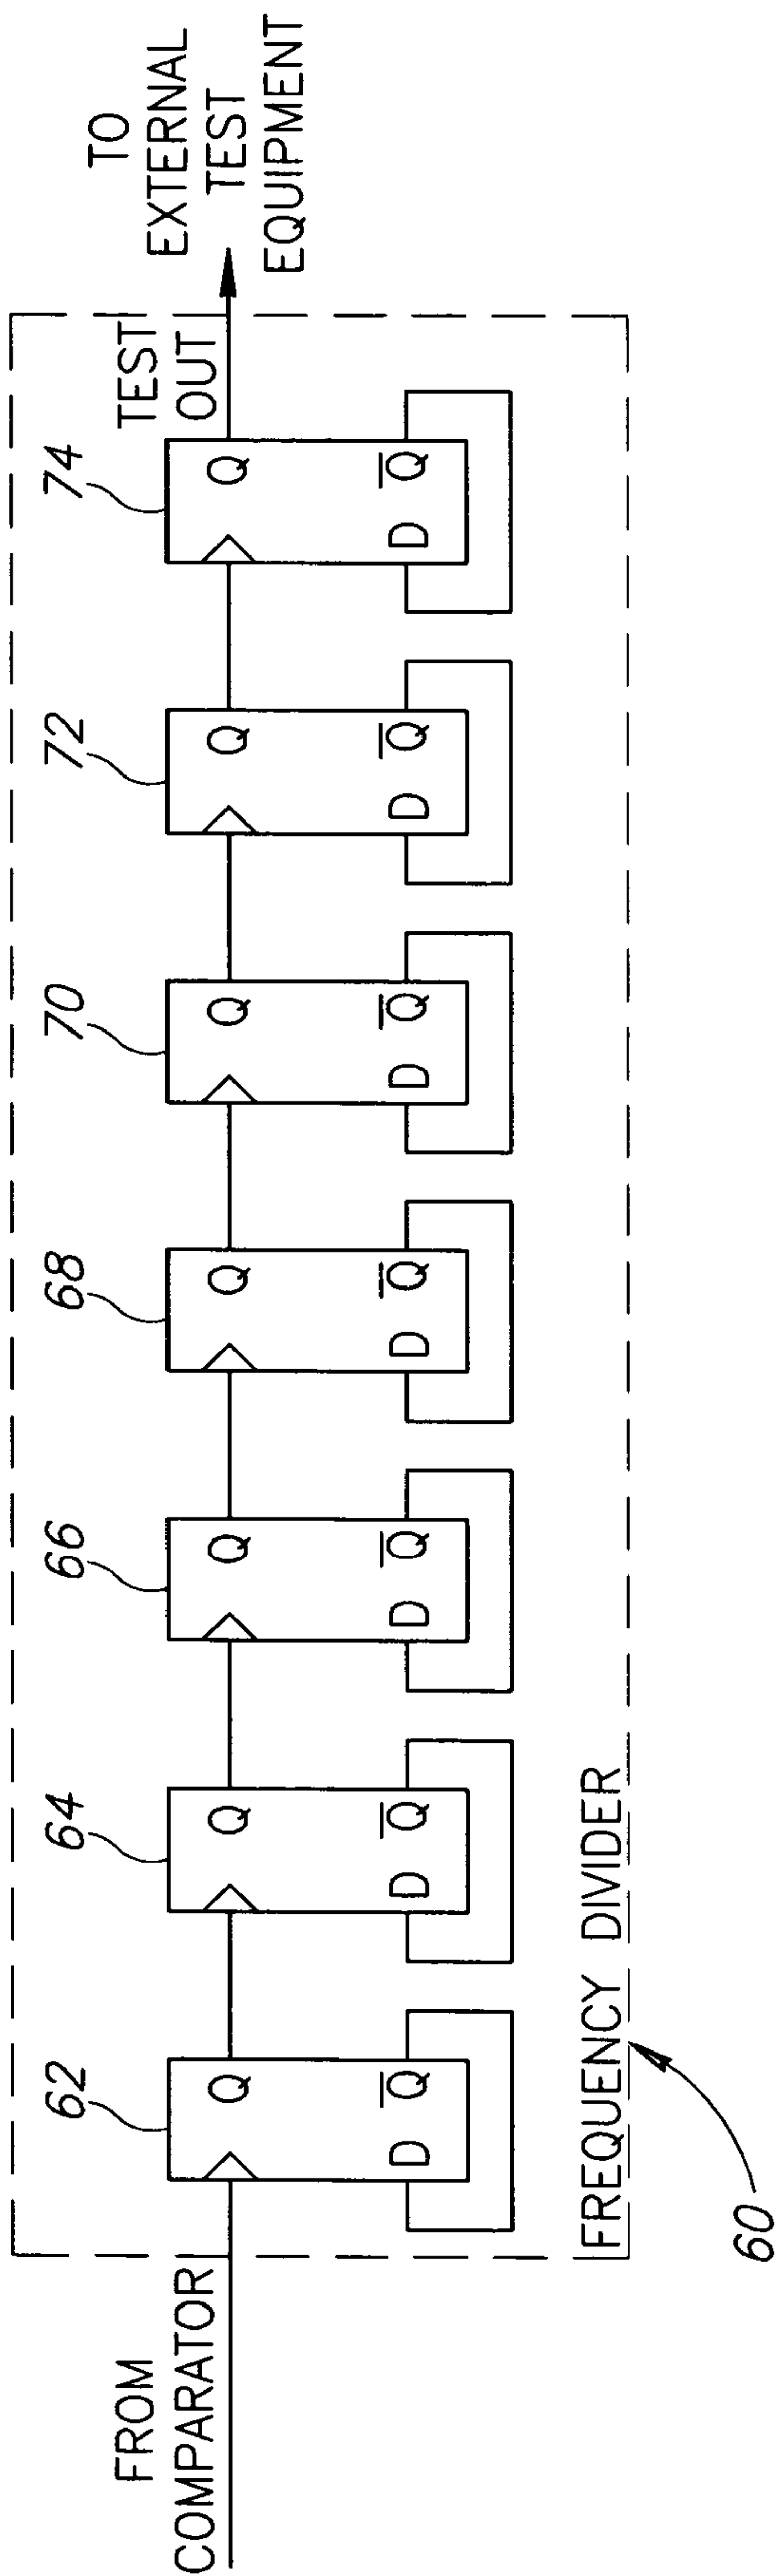 FROM
COMPARATOR
62
64
66
68
70
72
74
Q
Q
Q
Q
Q
Q
Q
D Q̅
D Q̅
D Q̅
D Q̅
D Q̅
D Q̅
D Q̅
TEST
OUT
TO
EXTERNAL
TEST
EQUIPMENT
FREQUENCY DIVIDER
60